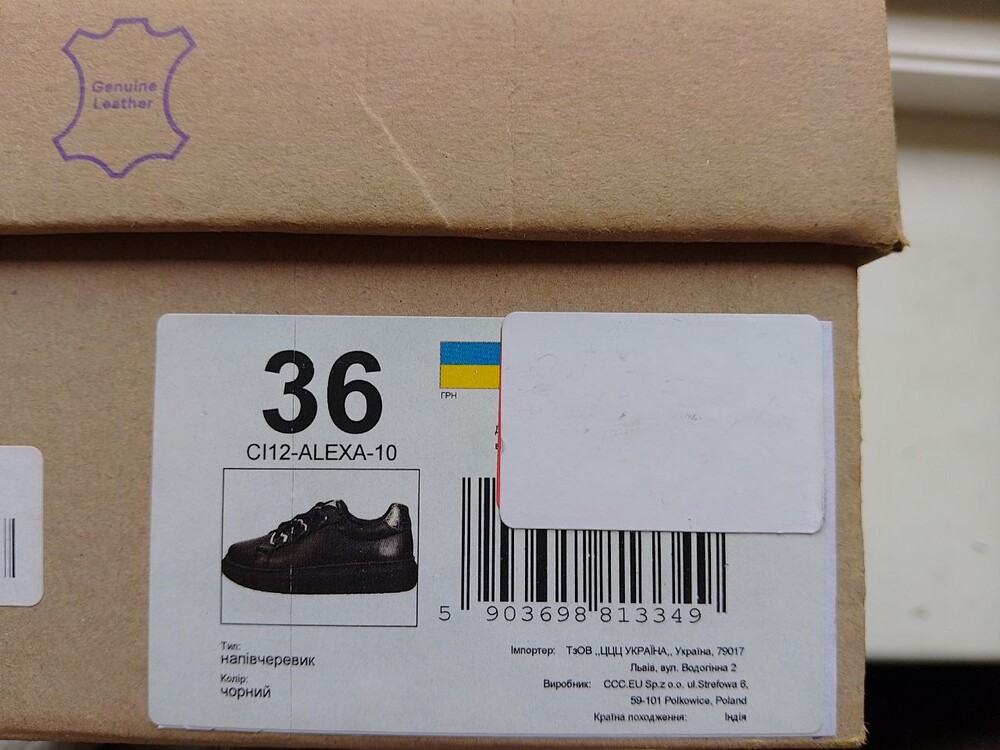 Genuine
Leather
36
CI12-ALEXA-10
ГРН
5 903698 813349
Тип:
напівчеревик
Колір:
чорний
Імпортер: ТзОВ ,,ЦЦЦ УКРАЇНА,, Україна, 79017
Львів, вул. Водогінна 2
Виробник: CCC.EU Sp.z o.o. ul.Strefowa 6,
59-101 Polkowice, Poland
Країна походження: Індія